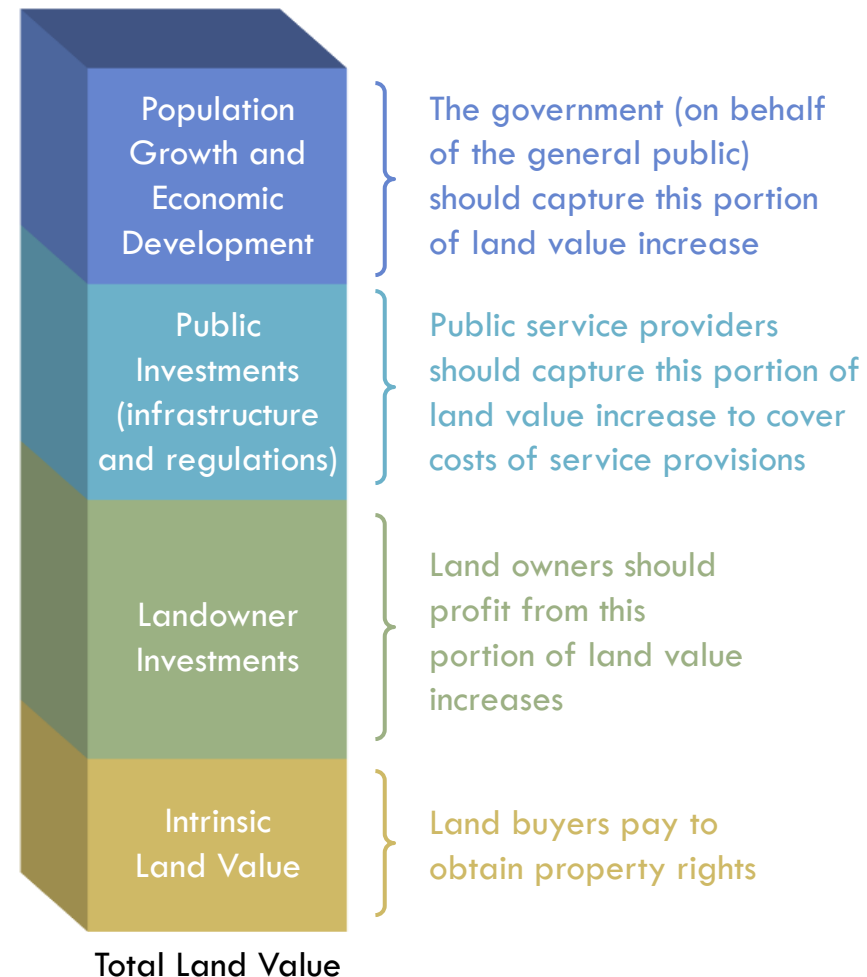 Population
Growth and
Economic
Development
The government (on behalf
of the general public)
should capture this portion
of land value increase
Public
Investments
(infrastructure
and regulations)
Public service providers
should capture this portion of
land value increase to cover
costs of service provisions
Landowner
Investments
Land owners should
profit from this
portion of land value
increases
Intrinsic
Land Value
Land buyers pay to
obtain property rights
Total Land Value